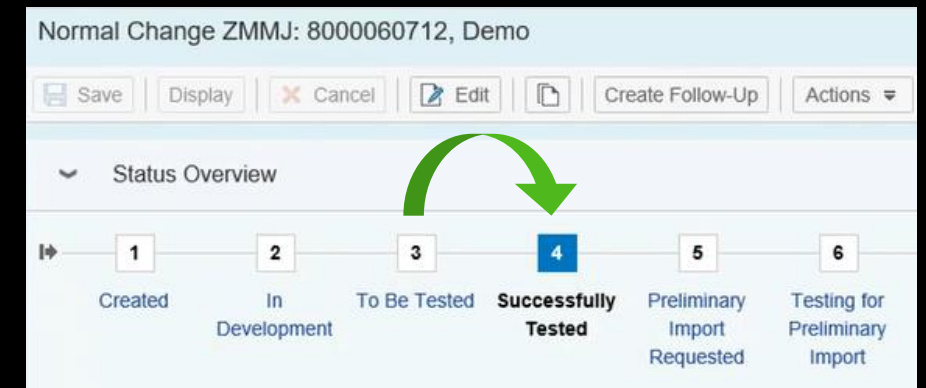 Normal Change ZMMJ: 8000060712, Demo
Save Display Cancel Edit Create Follow-Up Actions
Status Overview
1 2 3 4 5 6
Created In To Be Tested Successfully Preliminary Testing for
Development Tested Import Preliminary
Requested Import